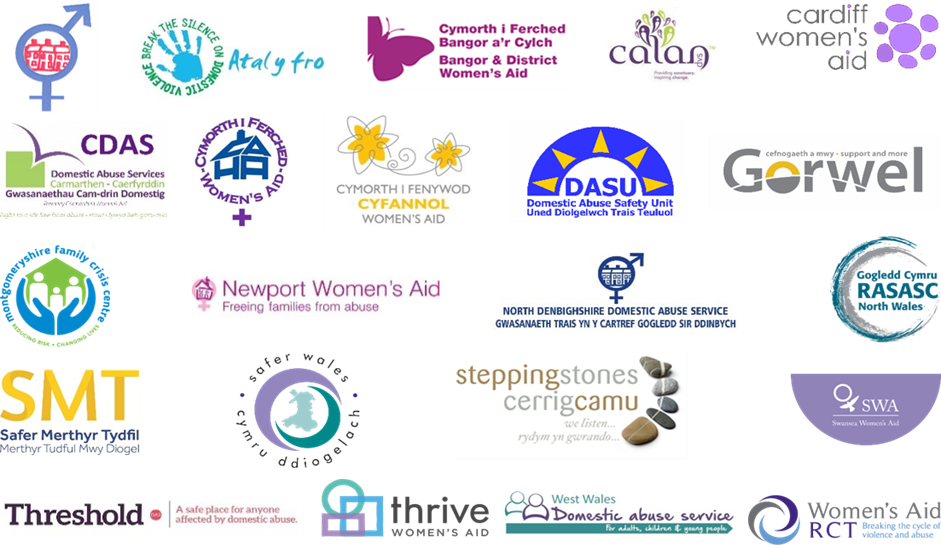 BREAK THE SILENCE ON DOMESTIC VIOLENCE
Atal y fro
Cymorth i Ferched
Bangor a'r Cylch
Bangor & District
Women's Aid
calan™
dvs
Providing sanctuary.
Inspiring change.
cardiff
women's
aid
CDAS
Domestic Abuse Services
Carmarthen - Caerfyrddin
Gwasanaethau Cam-drin Domestig
CYMORTH I FERCHED
WOMEN'S AID
CYMORTH I FENYWOD
CYFANNOL
WOMEN'S AID
DASU
Domestic Abuse Safety Unit
Uned Diolgelwch Trais Teuluol
cefnogaeth a mwy - support and more
Gorwel
montgomeryshire family crisis centre
REDUCING RISK • CHANGING LIVES
Newport Women's Aid
Freeing families from abuse
NORTH DENBIGHSHIRE DOMESTIC ABUSE SERVICE
GWASANAETH TRAIS YN Y CARTREF GOGLEDD SIR DDINBYCH
Gogledd Cymru
RASASC
North Wales
SMT
Safer Merthyr Tydfil
Merthyr Tudful Mwy Diogel
safer wales
cymru ddiogelach
steppingstones
cerrigcamu
we listen...
rydym yn gwrando...
SWA
Swansea Women's Aid
Threshold
DAS
A safe place for anyone
affected by domestic abuse.
thrive
WOMEN'S AID
West Wales
Domestic abuse service
For adults, children & young people
Women's Aid
RCT
Breaking the cycle of
violence and abuse